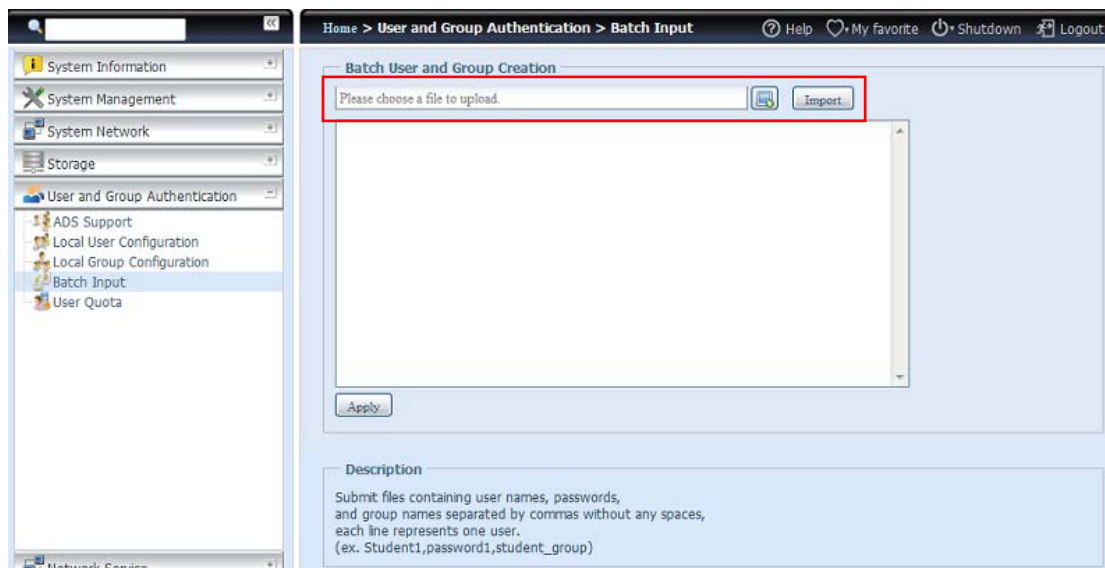 Home > User and Group Authentication > Batch Input
Help
My favorite
Shutdown
Logout
System Information
System Management
System Network
Storage
User and Group Authentication
ADS Support
Local User Configuration
Local Group Configuration
Batch Input
User Quota
Network Service
Batch User and Group Creation
Please choose a file to upload.
Import
Apply
Description
Submit files containing user names, passwords,
and group names separated by commas without any spaces,
each line represents one user.
(ex. Student1,password1,student_group)